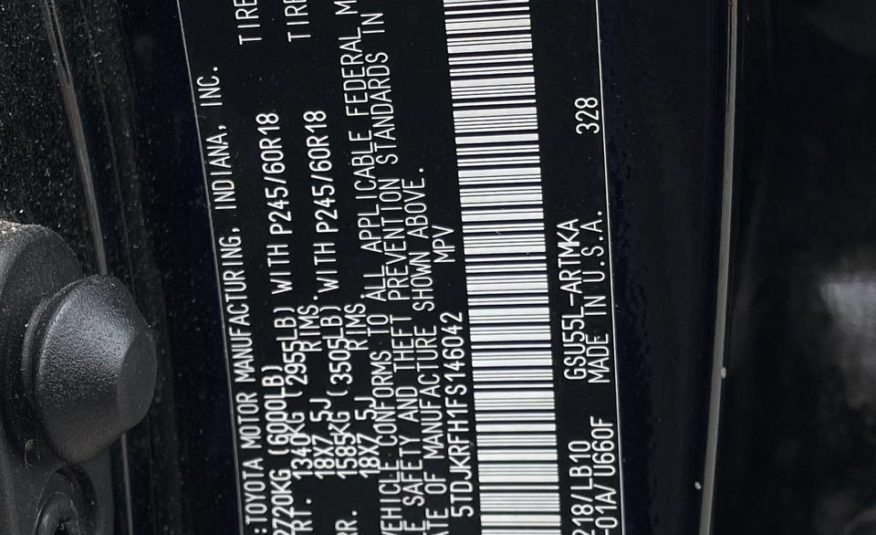 :TOYOTA MOTOR MANUFACTURING, INDIANA, INC.
2720KG (6000LB)
RT. 1340KG (2955LB) WITH P245/60R18 TIRE
18X7.5J RIMS.
RR. 1585KG (3505LB) WITH P245/60R18 TIRE
18X7.5J RIMS.
VEHICLE CONFORMS TO ALL APPLICABLE FEDERAL M
E SAFETY AND THEFT PREVENTION STANDARDS IN
ATE OF MANUFACTURE SHOWN ABOVE.
5TDJKRFH1FS146042 MPV
218/LB10 GSU55L-ARTMKA 328
-01A/U660F MADE IN U.S.A.